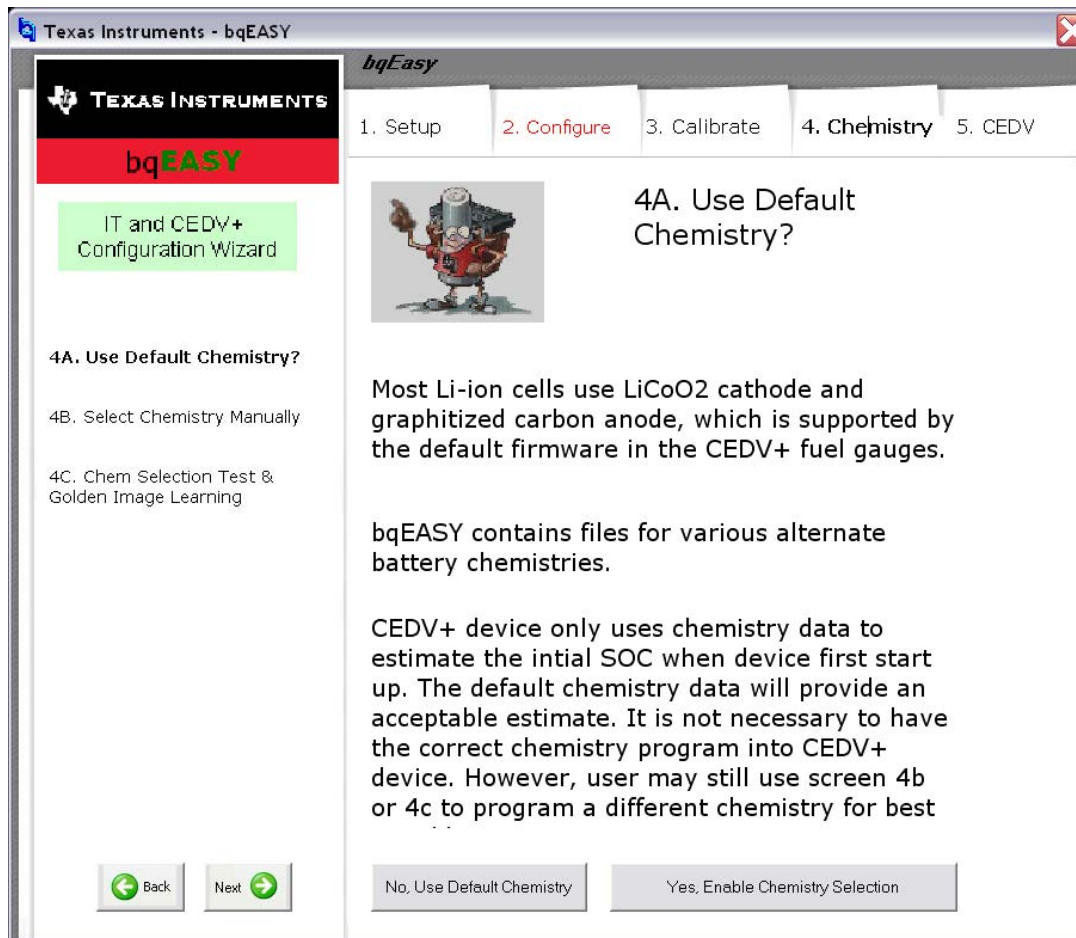 Texas Instruments - bqEASY
bqEasy
TEXAS INSTRUMENTS
bqEASY
IT and CEDV+
Configuration Wizard
1. Setup
2. Configure
3. Calibrate
4. Chemistry
5. CEDV
4A. Use Default Chemistry?
4B. Select Chemistry Manually
4C. Chem Selection Test &
Golden Image Learning
4A. Use Default
Chemistry?
Most Li-ion cells use LiCoO2 cathode and
graphitized carbon anode, which is supported by
the default firmware in the CEDV+ fuel gauges.
bqEASY contains files for various alternate
battery chemistries.
CEDV+ device only uses chemistry data to
estimate the intial SOC when device first start
up. The default chemistry data will provide an
acceptable estimate. It is not necessary to have
the correct chemistry program into CEDV+
device. However, user may still use screen 4b
or 4c to program a different chemistry for best
Back
Next
No, Use Default Chemistry
Yes, Enable Chemistry Selection